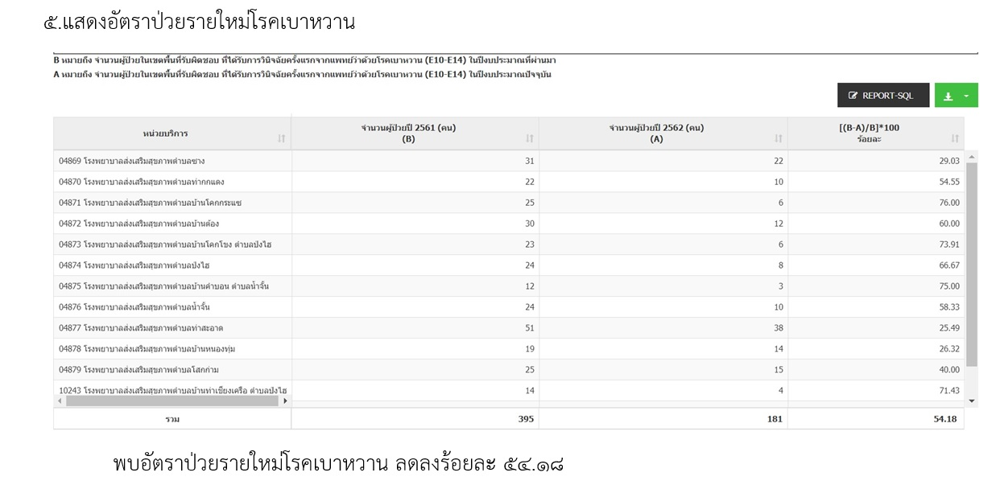 ๕.แสดงอัตราป่วยรายใหม่โรคเบาหวาน
B หมายถึง จำนวนผู้ป่วยในเขตพื้นที่รับผิดชอบ ที่ได้รับการวินิจฉัยครั้งแรกจากแพทย์ว่าด้วยโรคเบาหวาน (E10-E14) ในปีงบประมาณที่ผ่านมา
A หมายถึง จำนวนผู้ป่วยในเขตพื้นที่รับผิดชอบ ที่ได้รับการวินิจฉัยครั้งแรกจากแพทย์ว่าด้วยโรคเบาหวาน (E10-E14) ในปีงบประมาณปัจจุบัน
REPORT-SQL
หน่วยบริการ จำนวนผู้ป่วยปี 2561 (คน) (B) จำนวนผู้ป่วยปี 2562 (คน) (A) [(B-A)/B]*100 ร้อยละ
04869 โรงพยาบาลส่งเสริมสุขภาพตำบลซาง 31 22 29.03
04870 โรงพยาบาลส่งเสริมสุขภาพตำบลท่ากกแดง 22 10 54.55
04871 โรงพยาบาลส่งเสริมสุขภาพตำบลบ้านโคกกระแซ 25 6 76.00
04872 โรงพยาบาลส่งเสริมสุขภาพตำบลบ้านต้อง 30 12 60.00
04873 โรงพยาบาลส่งเสริมสุขภาพตำบลบ้านโคกโขง ตำบลป่งไฮ 23 6 73.91
04874 โรงพยาบาลส่งเสริมสุขภาพตำบลป่งไฮ 24 8 66.67
04875 โรงพยาบาลส่งเสริมสุขภาพตำบลบ้านคำบอน ตำบลน้ำจั้น 12 3 75.00
04876 โรงพยาบาลส่งเสริมสุขภาพตำบลน้ำจั้น 24 10 58.33
04877 โรงพยาบาลส่งเสริมสุขภาพตำบลท่าสะอาด 51 38 25.49
04878 โรงพยาบาลส่งเสริมสุขภาพตำบลบ้านหนองทุ่ม 19 14 26.32
04879 โรงพยาบาลส่งเสริมสุขภาพตำบลโสกก่าม 25 15 40.00
10243 โรงพยาบาลส่งเสริมสุขภาพตำบลบ้านท่าเชียงเครือ ตำบลป่งไฮ 14 4 71.43
รวม 395 181 54.18
พบอัตราป่วยรายใหม่โรคเบาหวาน ลดลงร้อยละ ๕๔.๑๘